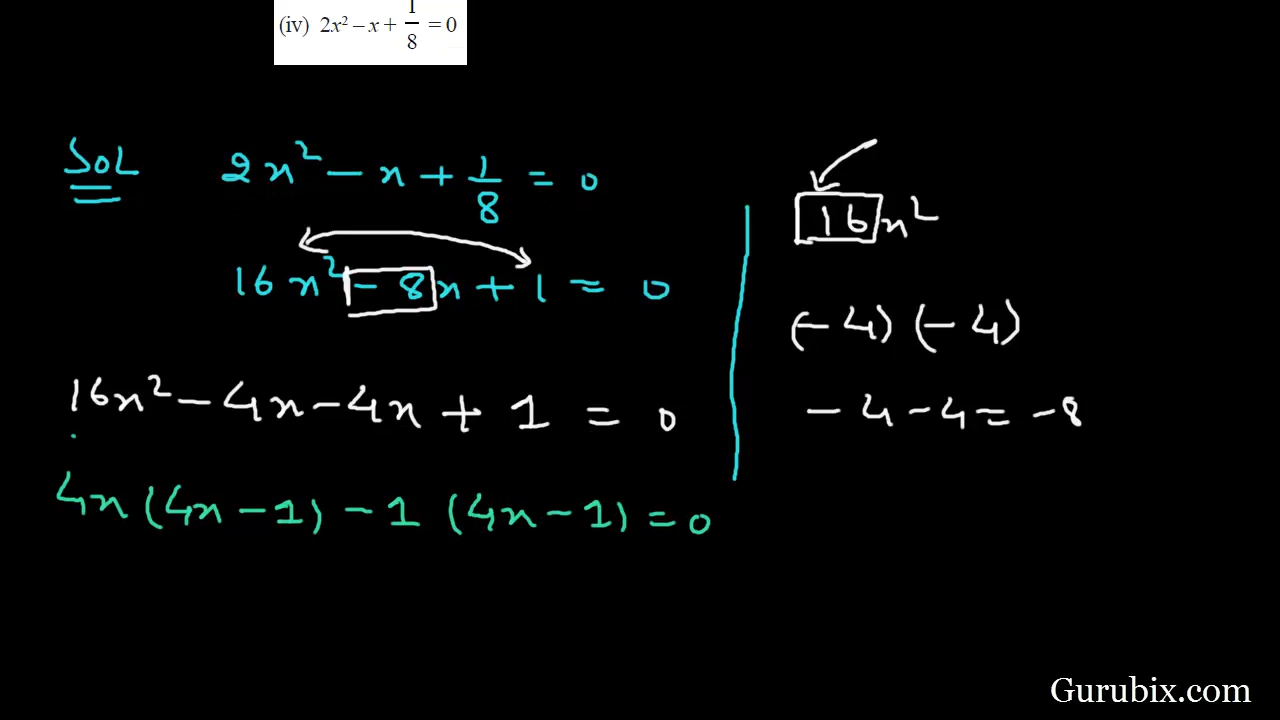 (iv) 2x² – x + 1/8 = 0
SOL 2x² - x + 1/8 = 0
16x² - 8x + 1 = 0
16x² - 4x - 4x + 1 = 0
4x (4x - 1) - 1 (4x - 1) = 0
16x²
(- 4) (- 4)
- 4 - 4 = - 8
Gurubix.com